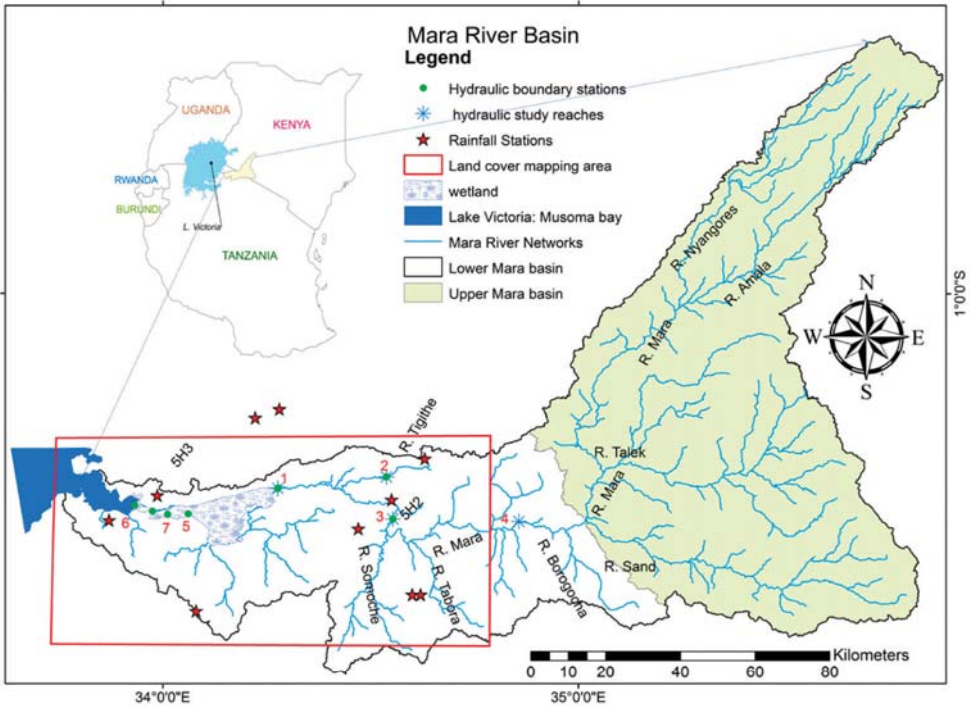 Mara River Basin
Legend
Hydraulic boundary stations
hydraulic study reaches
Rainfall Stations
Land cover mapping area
wetland
Lake Victoria: Musoma bay
Mara River Networks
Lower Mara basin
Upper Mara basin
UGANDA
KENYA
RWANDA
BURUNDI
L. Victoria
TANZANIA
R. Nyangores
R. Amala
R. Mara
1°0'0"S
N
W
E
S
R. Tigithe
5H3
R. Talek
R. Mara
1
2
3
5H2
4
6
7
5
R. Mara
R. Somoche
R. Tabora
R. Borogocha
R. Sand
Kilometers
0 10 20 40 60 80
34°0'0"E
35°0'0"E